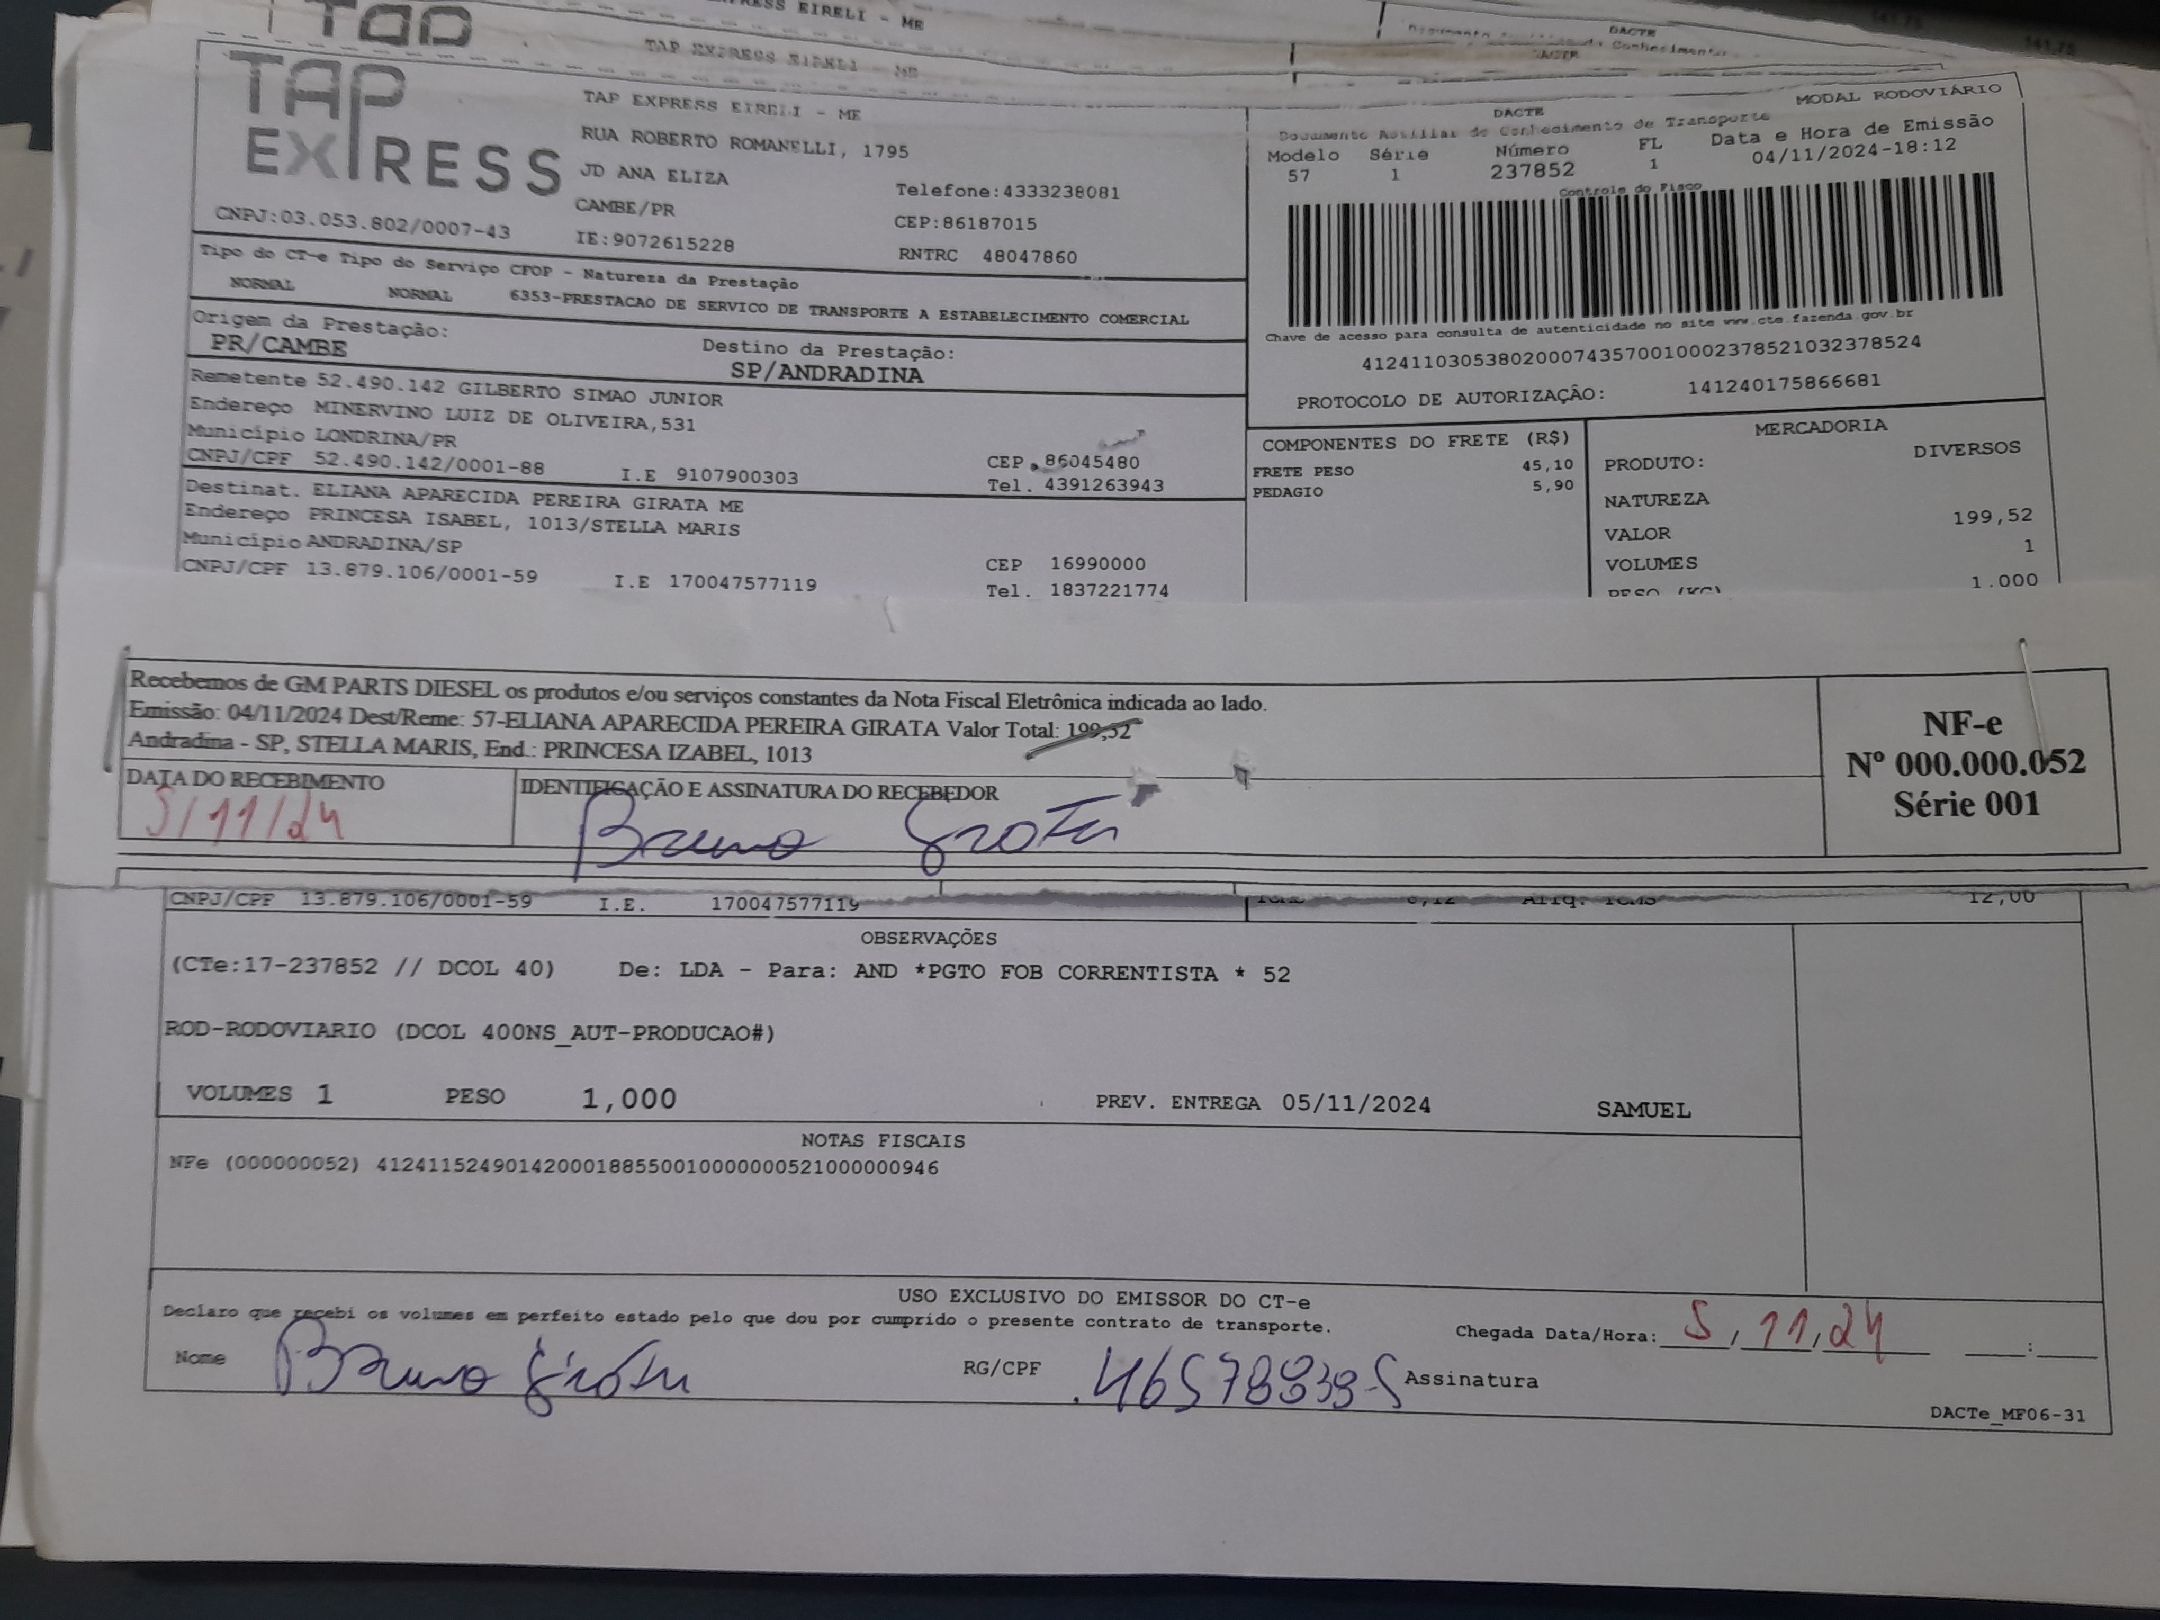 RESS EIRELI - ME
TAP EXPRESS EIRELI - ME
DACTE
DACTE
141,75
TAP EXPRESS
TAP EXPRESS EIRELI - ME
RUA ROBERTO ROMANELLI, 1795
JD ANA ELIZA
Telefone:4333238081
CAMBE/PR
CEP:86187015
CNPJ:03.053.802/0007-43
IE:9072615228
RNTRC 48047860
DACTE
MODAL RODOVIÁRIO
Documento Auxiliar do Conhecimento de Transporte
Modelo Série Número FL Data e Hora de Emissão
57 1 237852 1 04/11/2024-18:12
Controle do Fisco
Chave de acesso para consulta de autenticidade no site www.cte.fazenda.gov.br
41241103053802000743570010002378521032378524
PROTOCOLO DE AUTORIZAÇÃO: 141240175866681
Tipo do CT-e Tipo do Serviço CFOP - Natureza da Prestação
NORMAL NORMAL 6353-PRESTACAO DE SERVICO DE TRANSPORTE A ESTABELECIMENTO COMERCIAL
Origem da Prestação: Destino da Prestação:
PR/CAMBE SP/ANDRADINA
Remetente 52.490.142 GILBERTO SIMAO JUNIOR
Endereço MINERVINO LUIZ DE OLIVEIRA,531
Município LONDRINA/PR CEP 86045480
CNPJ/CPF 52.490.142/0001-88 I.E 9107900303 Tel. 4391263943
Destinat. ELIANA APARECIDA PEREIRA GIRATA ME
Endereço PRINCESA ISABEL, 1013/STELLA MARIS
Município ANDRADINA/SP CEP 16990000
CNPJ/CPF 13.879.106/0001-59 I.E 170047577119 Tel. 1837221774
COMPONENTES DO FRETE (R$)
FRETE PESO 45,10
PEDAGIO 5,90
MERCADORIA
PRODUTO: DIVERSOS
NATUREZA
VALOR 199,52
VOLUMES 1
PESO (KG) 1.000
Recebemos de GM PARTS DIESEL os produtos e/ou serviços constantes da Nota Fiscal Eletrônica indicada ao lado.
Emissão: 04/11/2024 Dest/Reme: 57-ELIANA APARECIDA PEREIRA GIRATA Valor Total: 199,52
Andradina - SP, STELLA MARIS, End.: PRINCESA IZABEL, 1013
DATA DO RECEBIMENTO IDENTIFICAÇÃO E ASSINATURA DO RECEBEDOR
5/11/24 Bruno
NF-e
Nº 000.000.052
Série 001
CNPJ/CPF 13.879.106/0001-59 I.E. 170047577119 12,00
OBSERVAÇÕES
(CTe:17-237852 // DCOL 40) De: LDA - Para: AND *PGTO FOB CORRENTISTA * 52
ROD-RODOVIARIO (DCOL 400NS_AUT-PRODUCAO#)
VOLUMES 1 PESO 1,000 PREV. ENTREGA 05/11/2024 SAMUEL
NOTAS FISCAIS
NFe (000000052) 41241152490142000188550010000000521000000946
USO EXCLUSIVO DO EMISSOR DO CT-e
Declaro que recebi os volumes em perfeito estado pelo que dou por cumprido o presente contrato de transporte.
Chegada Data/Hora: 5, 11, 24 :
Nome Bruno RG/CPF Assinatura
DACTe_MF06-31